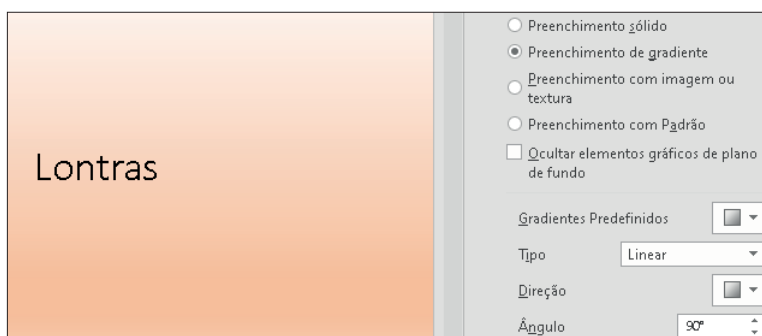 Preenchimento sólido
Preenchimento de gradiente
Preenchimento com imagem ou
textura
Preenchimento com Padrão
Ocultar elementos gráficos de plano
de fundo
Lontras
Gradientes Predefinidos
Tipo Linear
Direção
Ângulo 90°